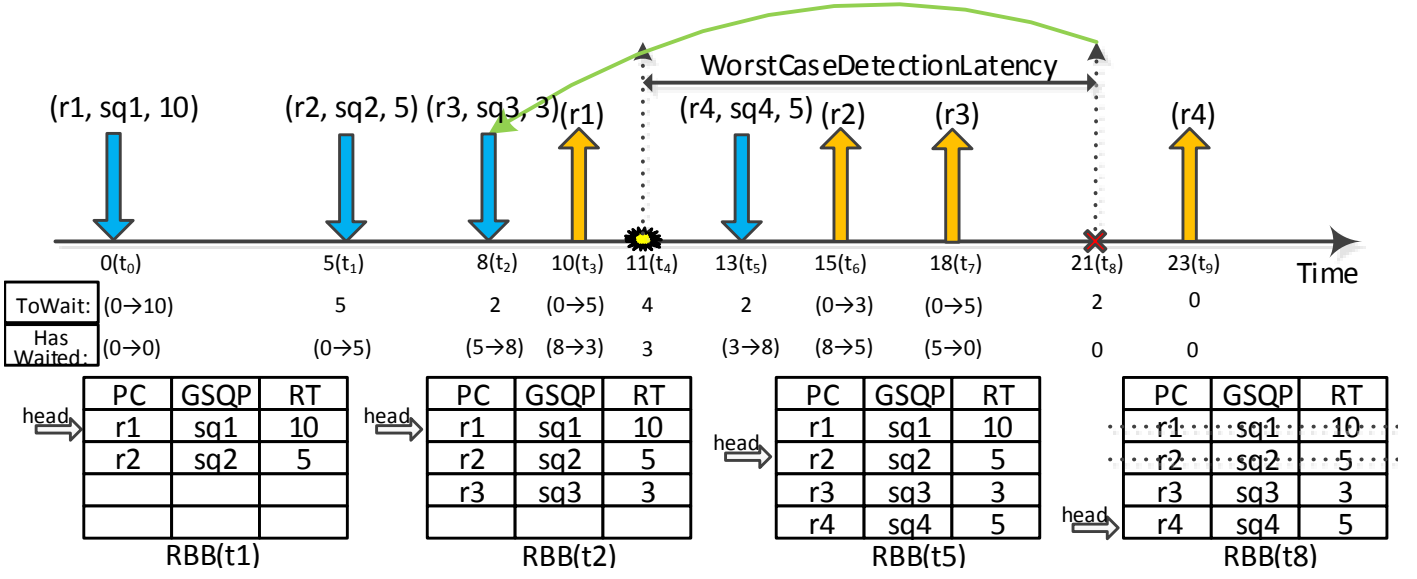 WorstCaseDetectionLatency
(r1, sq1, 10) (r2, sq2, 5) (r3, sq3, 3) (r1) (r4, sq4, 5) (r2) (r3) (r4)
0(t₀) 5(t₁) 8(t₂) 10(t₃) 11(t₄) 13(t₅) 15(t₆) 18(t₇) 21(t₈) 23(t₉)
Time
ToWait: (0→10) 5 2 (0→5) 4 2 (0→3) (0→5) 2 0
Has
Waited: (0→0) (0→5) (5→8) (8→3) 3 (3→8) (8→5) (5→0) 0 0
PC GSQP RT
head r1 sq1 10
r2 sq2 5
RBB(t1)
PC GSQP RT
head r1 sq1 10
r2 sq2 5
r3 sq3 3
RBB(t2)
PC GSQP RT
r1 sq1 10
head r2 sq2 5
r3 sq3 3
r4 sq4 5
RBB(t5)
PC GSQP RT
r1 sq1 10
r2 sq2 5
r3 sq3 3
head r4 sq4 5
RBB(t8)